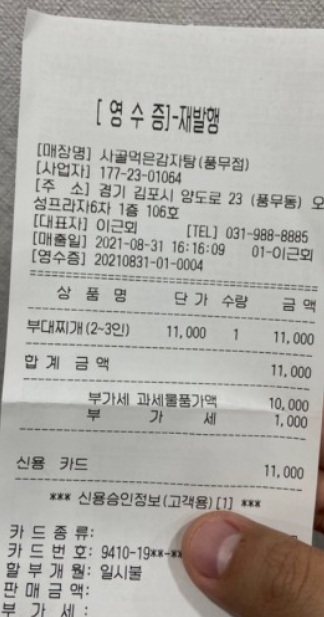 [ 영 수 증]-재발행
[매장명] 사골먹은감자탕(풍무점)
[사업자] 177-23-01064
[주 소] 경기 김포시 양도로 23 (풍무동) 오
성프라자6차 1층 106호
[대표자] 이근회 [TEL] 031-988-8885
[매출일] 2021-08-31 16:16:09 01-이근회
[영수증] 20210831-01-0004
상 품 명 단 가 수량 금 액
부대찌개(2~3인) 11,000 1 11,000
합 계 금 액 11,000
부가세 과세물품가액 10,000
부 가 세 1,000
신용 카드 11,000
*** 신용승인정보(고객용) [1] ***
카 드 종 류:
카 드 번 호: 9410-19**-**
할 부 개 월: 일시불
판 매 금 액:
부 가 세 :